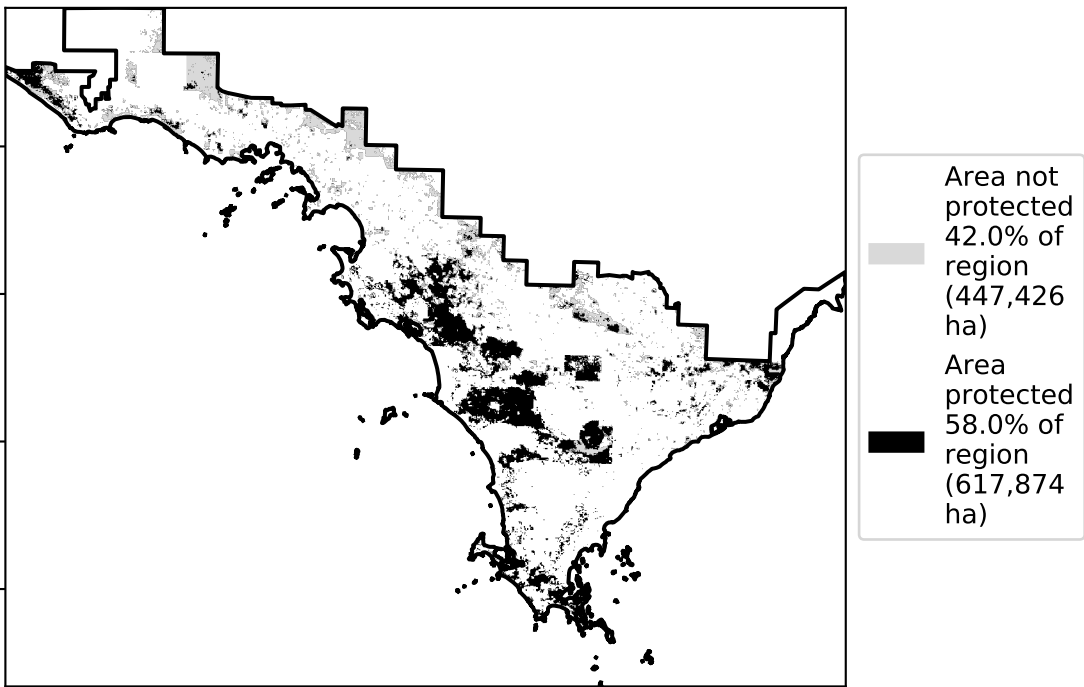 Area not
protected
42.0% of
region
(447,426
ha)
Area
protected
58.0% of
region
(617,874
ha)